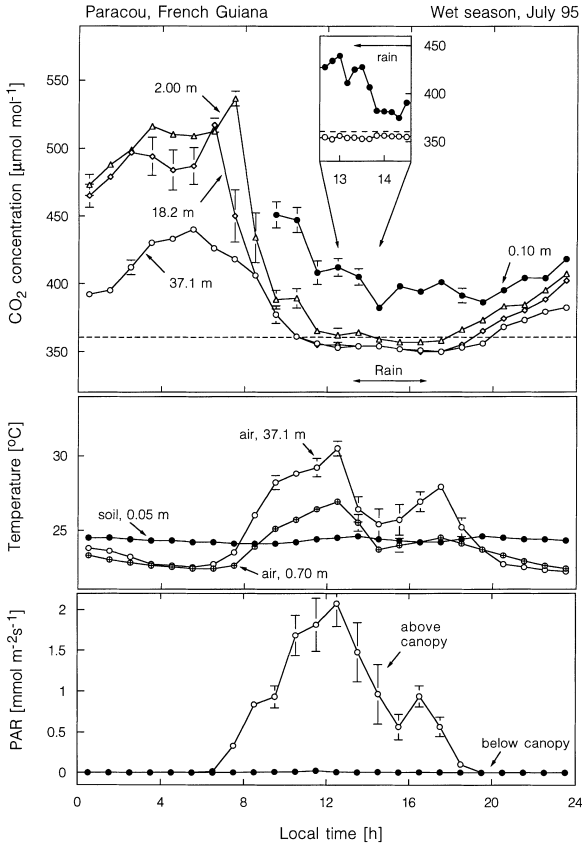 Paracou, French Guiana
Wet season, July 95
CO₂ concentration [μmol mol⁻¹]
550
500
450
400
350
2.00 m
18.2 m
37.1 m
0.10 m
Rain
rain
450
400
350
13
14
Temperature [ºC]
30
25
air, 37.1 m
soil, 0.05 m
air, 0.70 m
PAR [mmol m⁻²s⁻¹]
2
1.5
1
0.5
0
above
canopy
below canopy
0
4
8
12
16
20
24
Local time [h]